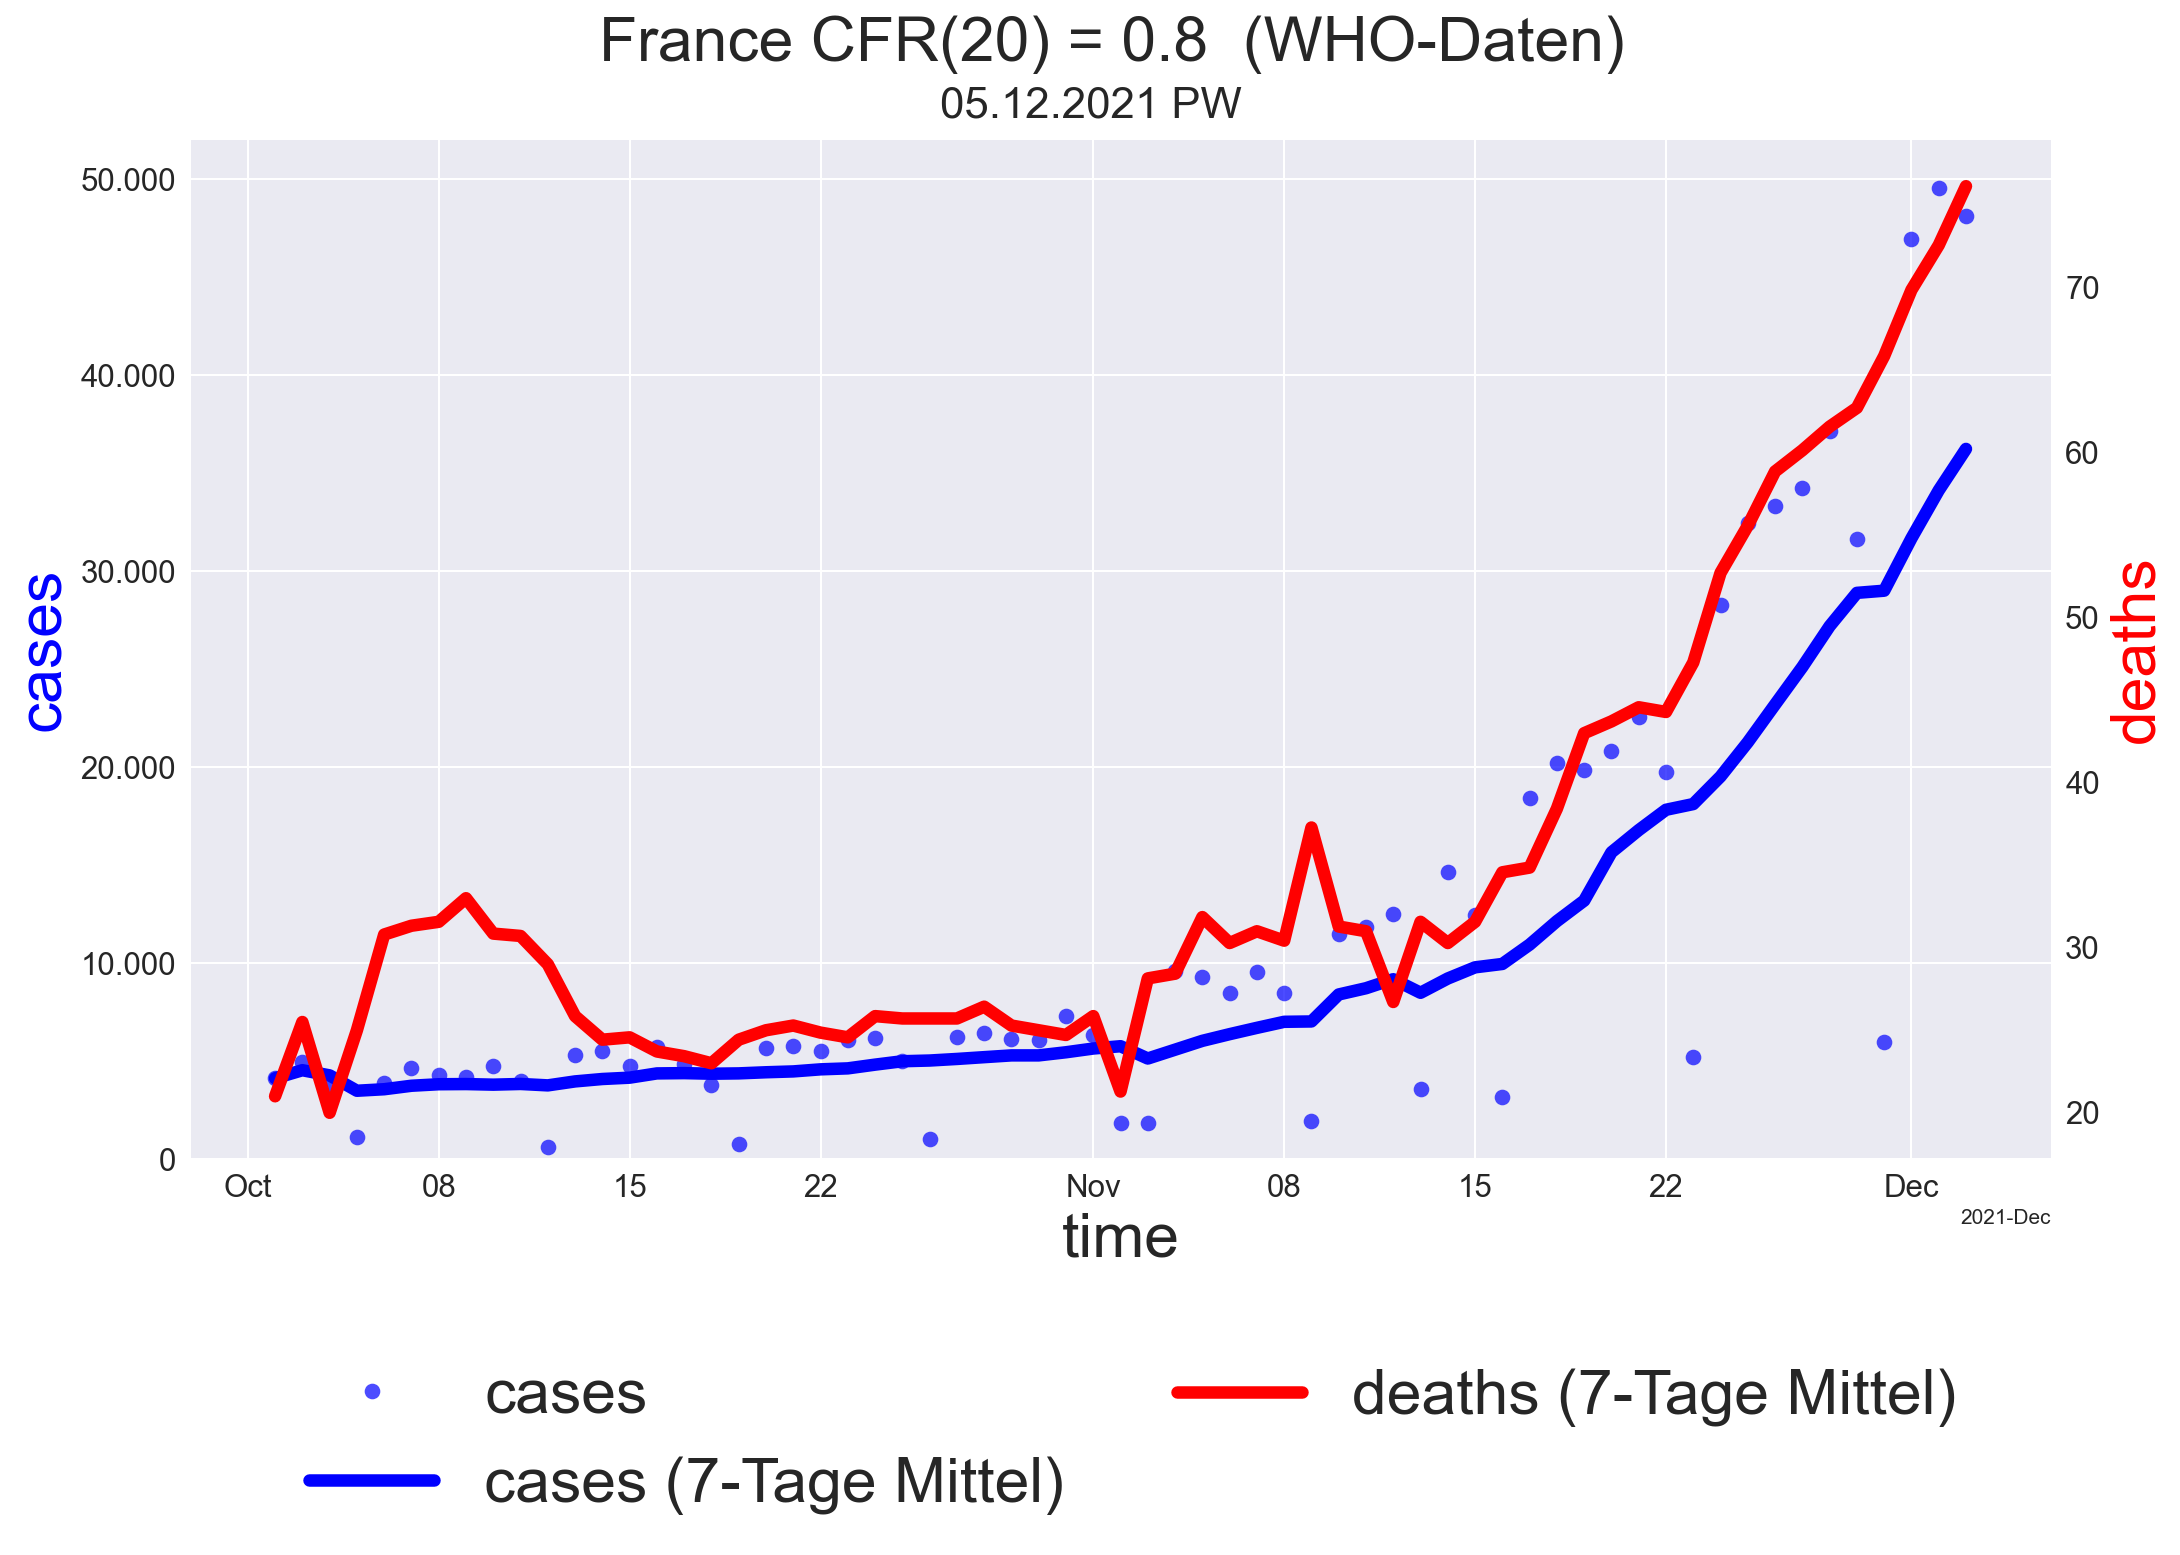 France CFR(20) = 0.8  (WHO-Daten)
05.12.2021 PW
50.000
40.000
30.000
20.000
10.000
0
cases
70
60
50
40
30
20
deaths
Oct 08 15 22 Nov 08 15 22 Dec
2021-Dec
time
cases
cases (7-Tage Mittel)
deaths (7-Tage Mittel)